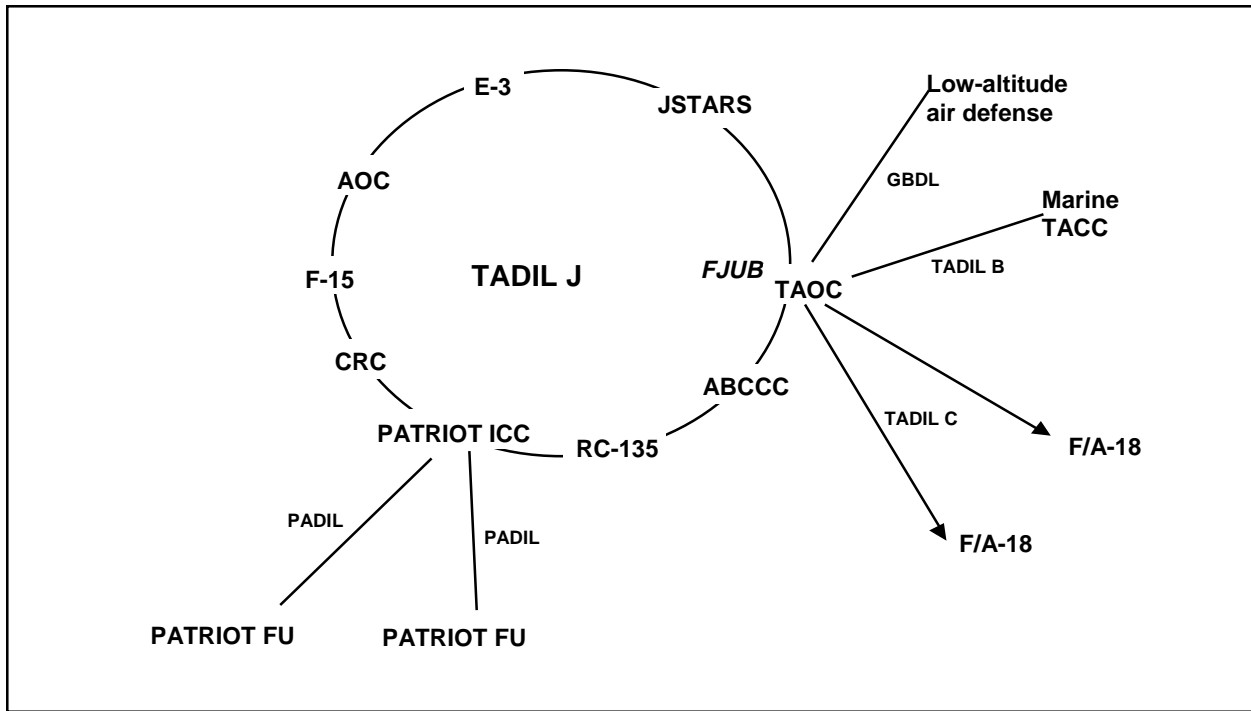 E-3
JSTARS
Low-altitude
air defense
AOC
GBDL
Marine
TACC
F-15
TADIL J
FJUB
TAOC
TADIL B
CRC
ABCCC
TADIL C
PATRIOT ICC
RC-135
F/A-18
PADIL
PADIL
F/A-18
PATRIOT FU
PATRIOT FU